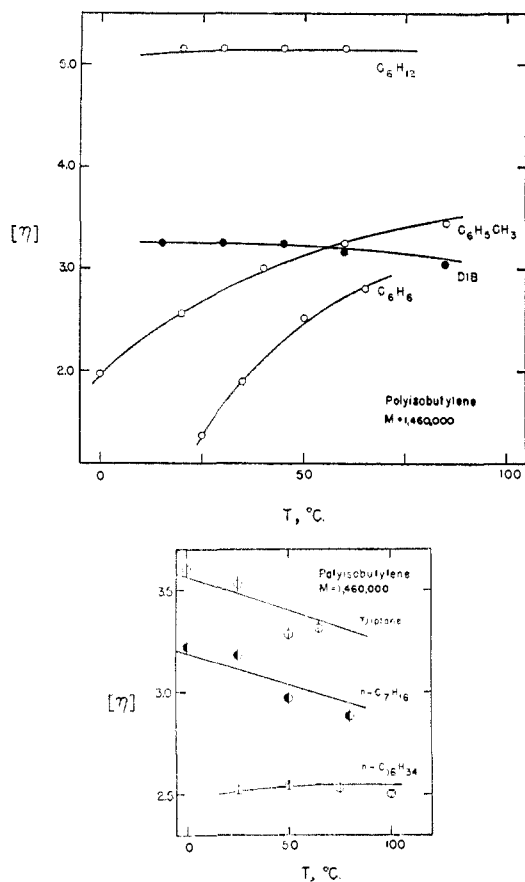 5.0
C6H12
4.0
[η]
C6H5CH3
3.0
DIB
C6H6
2.0
Polyisobutylene
M=1,460,000
0
50
100
T, °C.
Polyisobutylene
M=1,460,000
3.5
Triptane
[η]
n-C7H16
3.0
n-C16H34
2.5
0
50
100
T, °C.